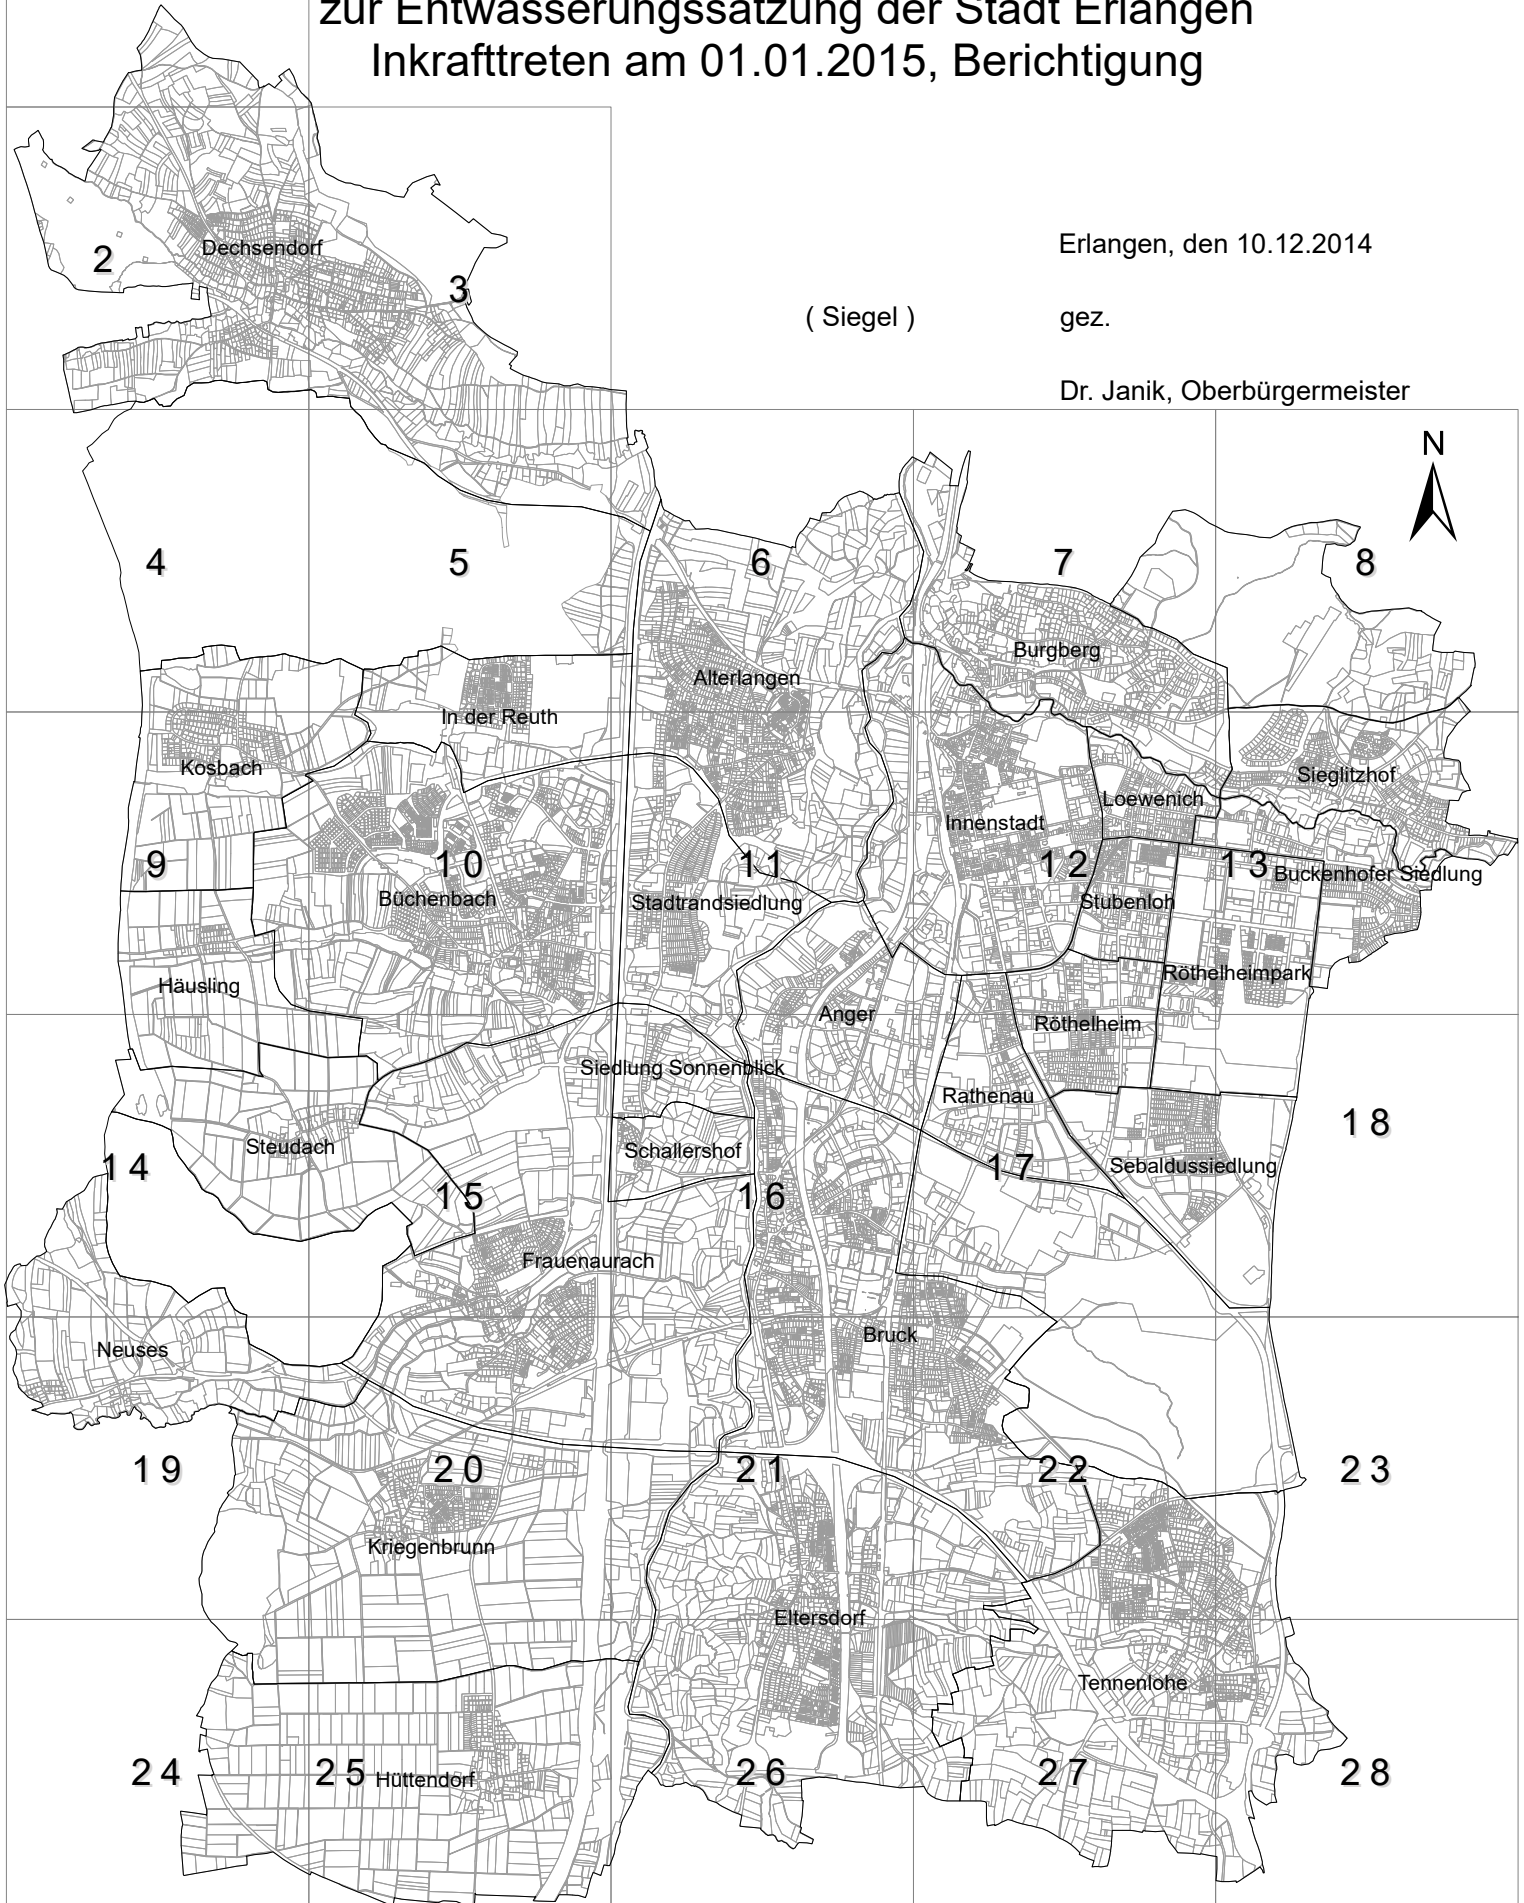 zur Entwässerungssatzung der Stadt Erlangen
Inkrafttreten am 01.01.2015, Berichtigung
Erlangen, den 10.12.2014
( Siegel )
gez.
Dr. Janik, Oberbürgermeister
N
2
Dechsendorf
3
4
5
6
7
8
Burgberg
Alterlangen
In der Reuth
Kosbach
Sieglitzhof
Loewenich
Innenstadt
9
10
11
12
13
Buckenhofer Siedlung
Büchenbach
Stadtrandsiedlung
Stubenloh
Röthelheimpark
Häusling
Anger
Röthelheim
Siedlung Sonnenblick
Rathenau
18
Steudach
Schallershof
14
17
Sebaldussiedlung
15
16
Frauenaurach
Bruck
Neuses
19
20
21
22
23
Kriegenbrunn
Eltersdorf
Tennenlohe
24
25
Hüttendorf
26
27
28